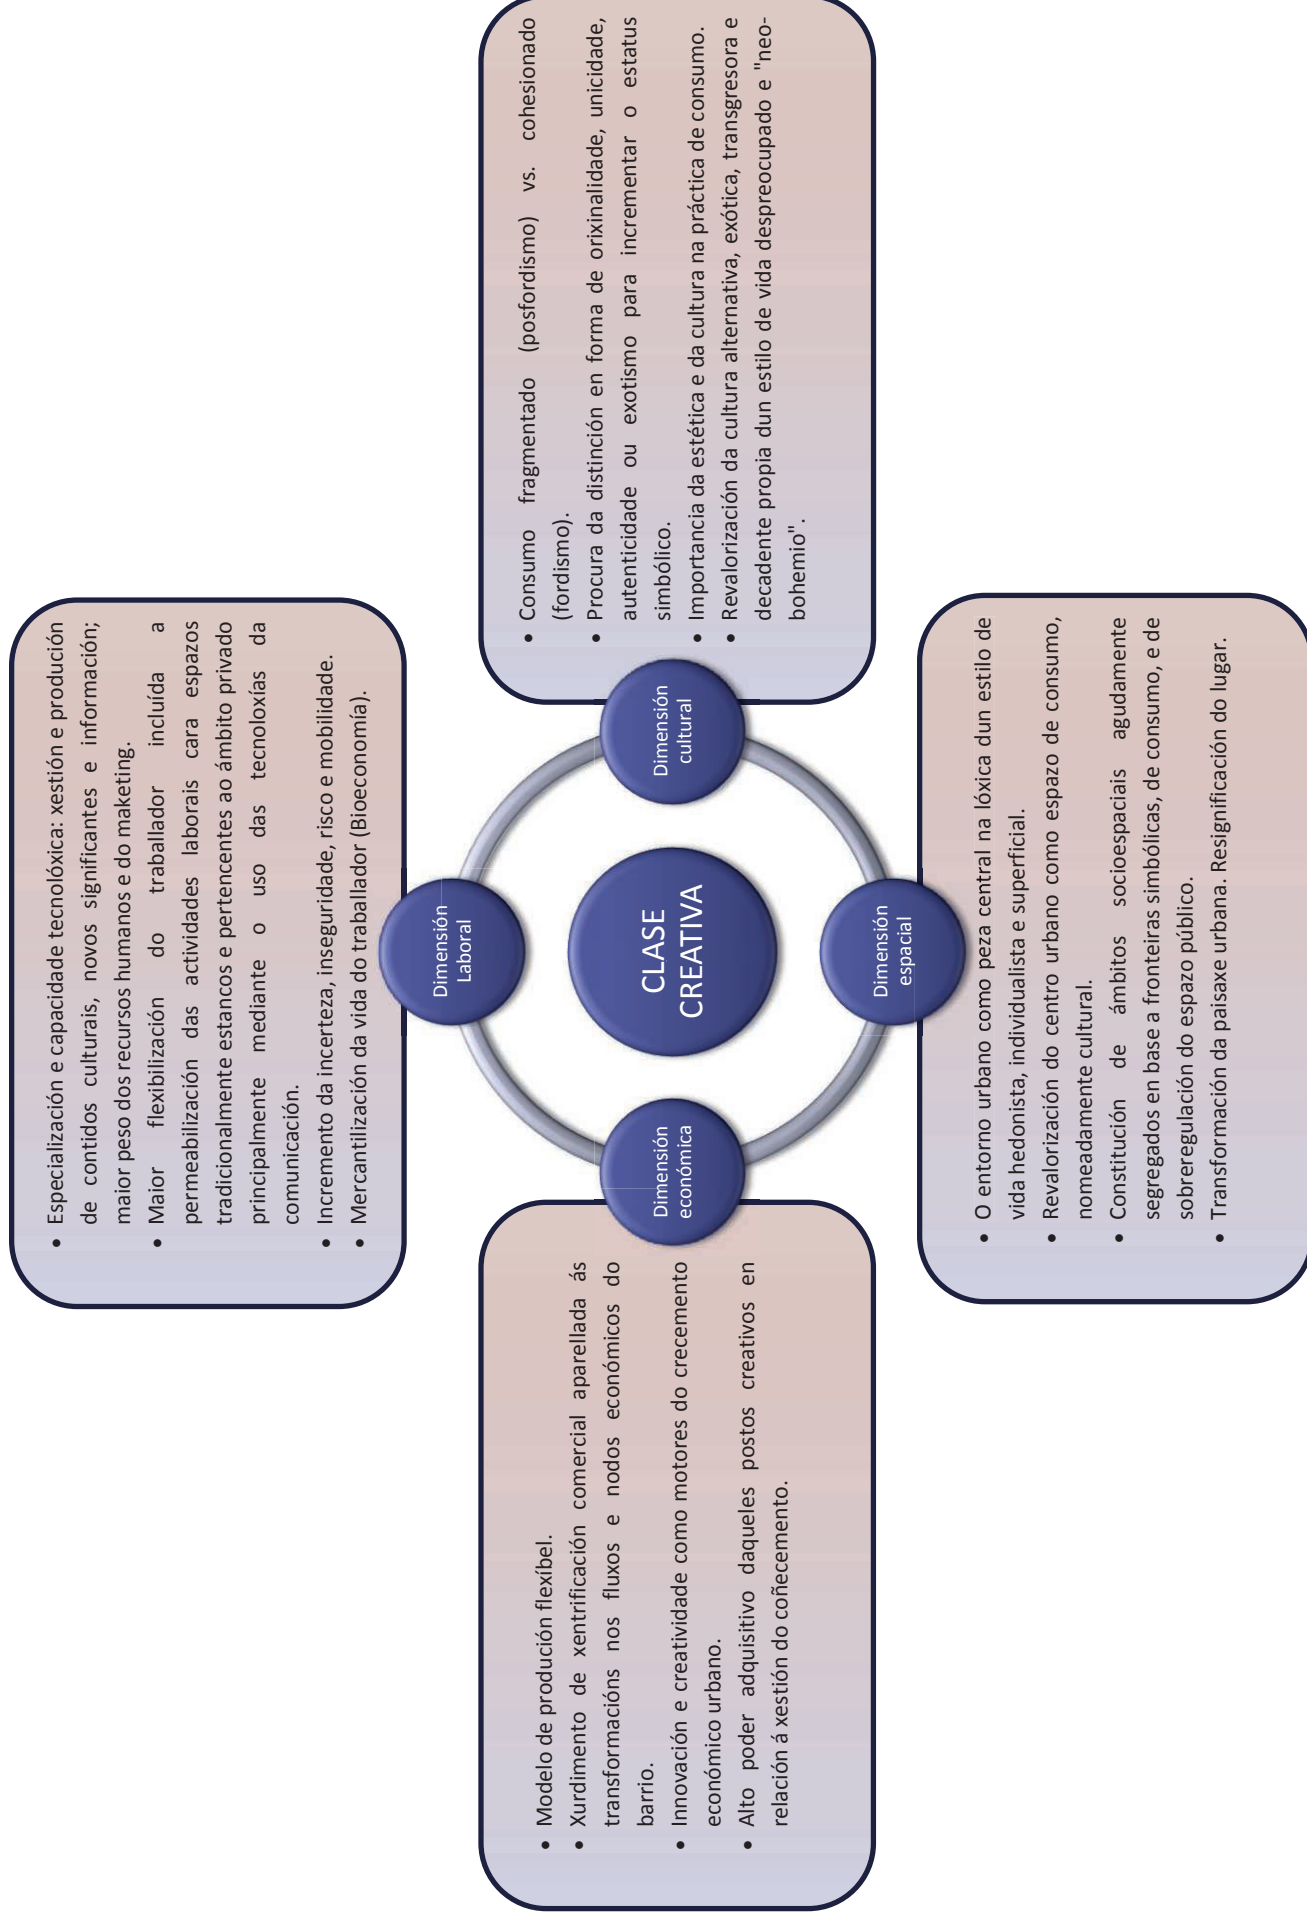 Especialización e capacidade tecnolóxica: xestión e produción
de contidos culturais, novos significantes e información;
maior peso dos recursos humanos e do maketing.
Maior flexibilización do traballador incluída a
permeabilización das actividades laborais cara espazos
tradicionalmente estancos e pertencentes ao ámbito privado
principalmente mediante o uso das tecnoloxías da
comunicación.
Incremento da incerteza, inseguridade, risco e mobilidade.
Mercantilización da vida do traballador (Bioeconomía).
Dimensión
Laboral
Modelo de produción flexíbel.
Xurdimento de xentrificación comercial aparellada ás
transformacións nos fluxos e nodos económicos do
barrio.
Innovación e creatividade como motores do crecemento
económico urbano.
Alto poder adquisitivo daqueles postos creativos en
relación á xestión do coñecemento.
Dimensión
económica
CLASE
CREATIVA
Dimensión
cultural
Consumo fragmentado (posfordismo) vs. cohesionado
(fordismo).
Procura da distinción en forma de orixinalidade, unicidade,
autenticidade ou exotismo para incrementar o estatus
simbólico.
Importancia da estética e da cultura na práctica de consumo.
Revalorización da cultura alternativa, exótica, transgresora e
decadente propia dun estilo de vida despreocupado e "neo-
bohemio".
Dimensión
espacial
O entorno urbano como peza central na lóxica dun estilo de
vida hedonista, individualista e superficial.
Revalorización do centro urbano como espazo de consumo,
nomeadamente cultural.
Constitución de ámbitos socioespaciais agudamente
segregados en base a fronteiras simbólicas, de consumo, e de
sobreregulación do espazo público.
Transformación da paisaxe urbana. Resignificación do lugar.